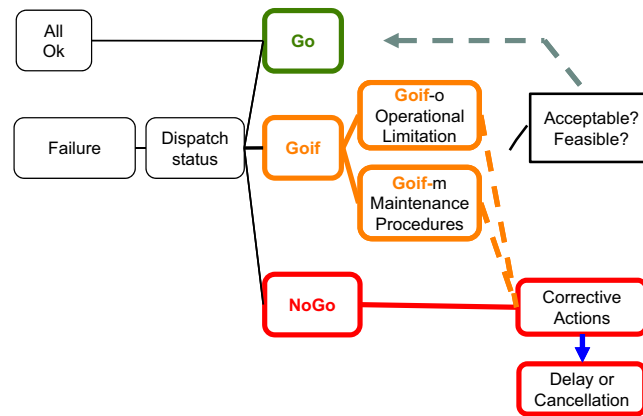 All
Ok
Go
Goif-o
Operational
Limitation
Acceptable?
Feasible?
Failure
Dispatch
status
Goif
Goif-m
Maintenance
Procedures
NoGo
Corrective
Actions
Delay or
Cancellation